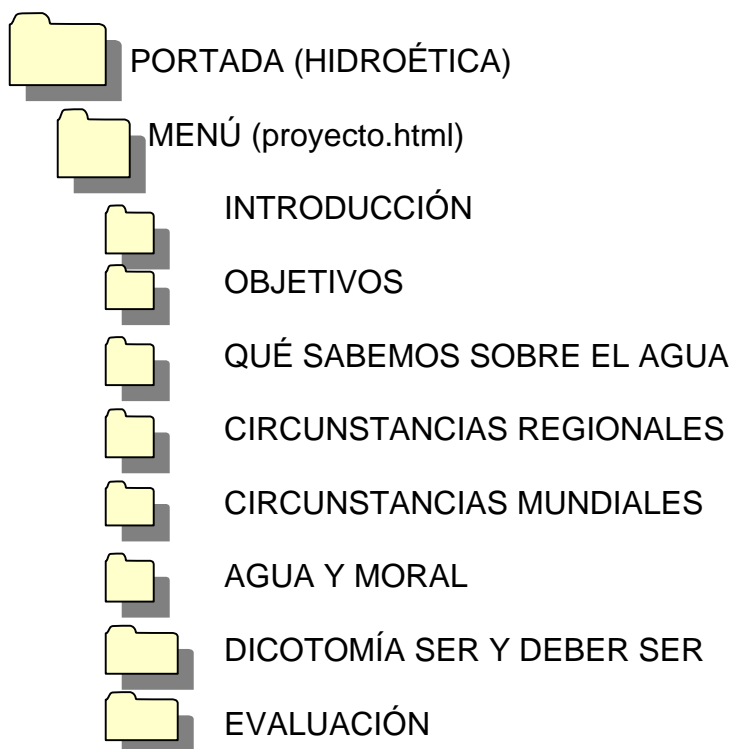 PORTADA (HIDROÉTICA)
MENÚ (proyecto.html)
INTRODUCCIÓN
OBJETIVOS
QUÉ SABEMOS SOBRE EL AGUA
CIRCUNSTANCIAS REGIONALES
CIRCUNSTANCIAS MUNDIALES
AGUA Y MORAL
DICOTOMÍA SER Y DEBER SER
EVALUACIÓN